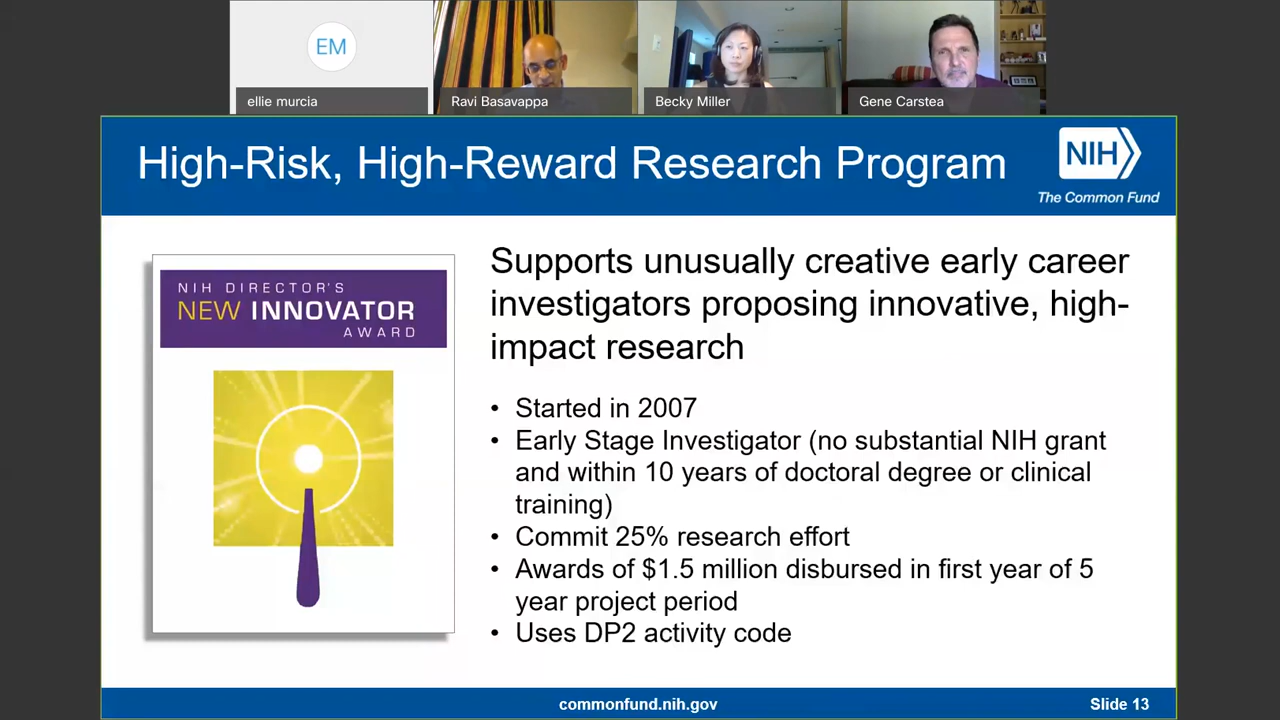 EM
ellie murcia
Ravi Basavappa
Becky Miller
Gene Carstea
High-Risk, High-Reward Research Program
NIH
The Common Fund
NIH DIRECTOR'S
NEW INNOVATOR
AWARD
Supports unusually creative early career
investigators proposing innovative, high-
impact research
• Started in 2007
• Early Stage Investigator (no substantial NIH grant
and within 10 years of doctoral degree or clinical
training)
• Commit 25% research effort
• Awards of $1.5 million disbursed in first year of 5
year project period
• Uses DP2 activity code
commonfund.nih.gov
Slide 13